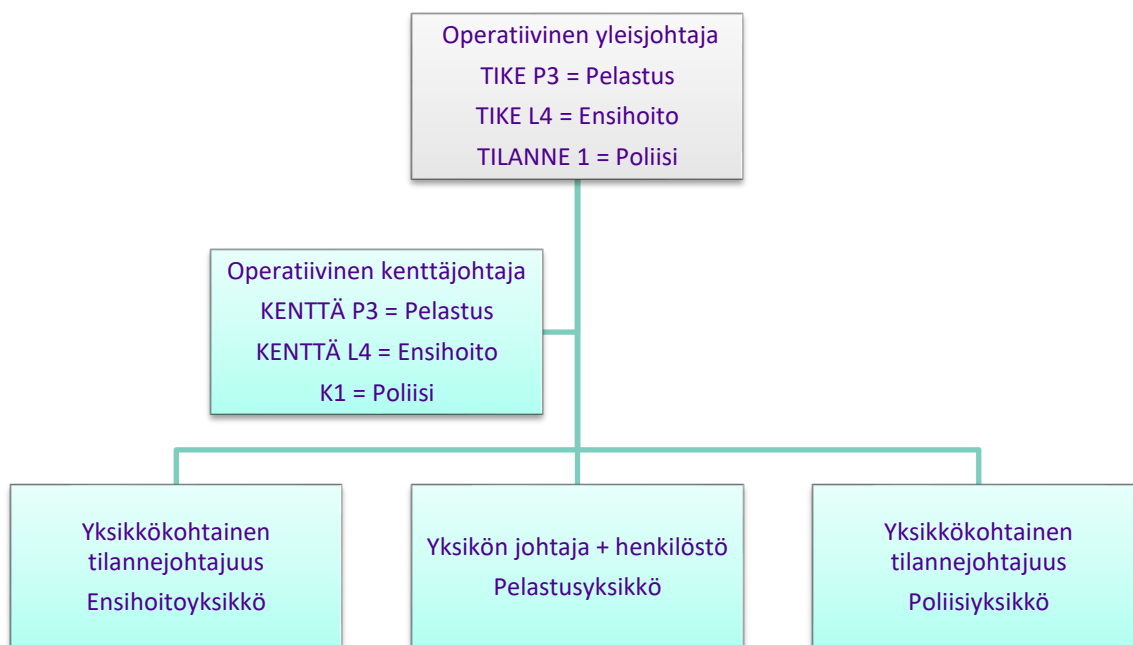 Operatiivinen yleisjohtaja
TIKE P3 = Pelastus
TIKE L4 = Ensihoito
TILANNE 1 = Poliisi
Operatiivinen kenttäjohtaja
KENTTÄ P3 = Pelastus
KENTTÄ L4 = Ensihoito
K1 = Poliisi
Yksikkökohtainen
tilannejohtajuus
Ensihoitoyksikkö
Yksikön johtaja + henkilöstö
Pelastusyksikkö
Yksikkökohtainen
tilannejohtajuus
Poliisiyksikkö